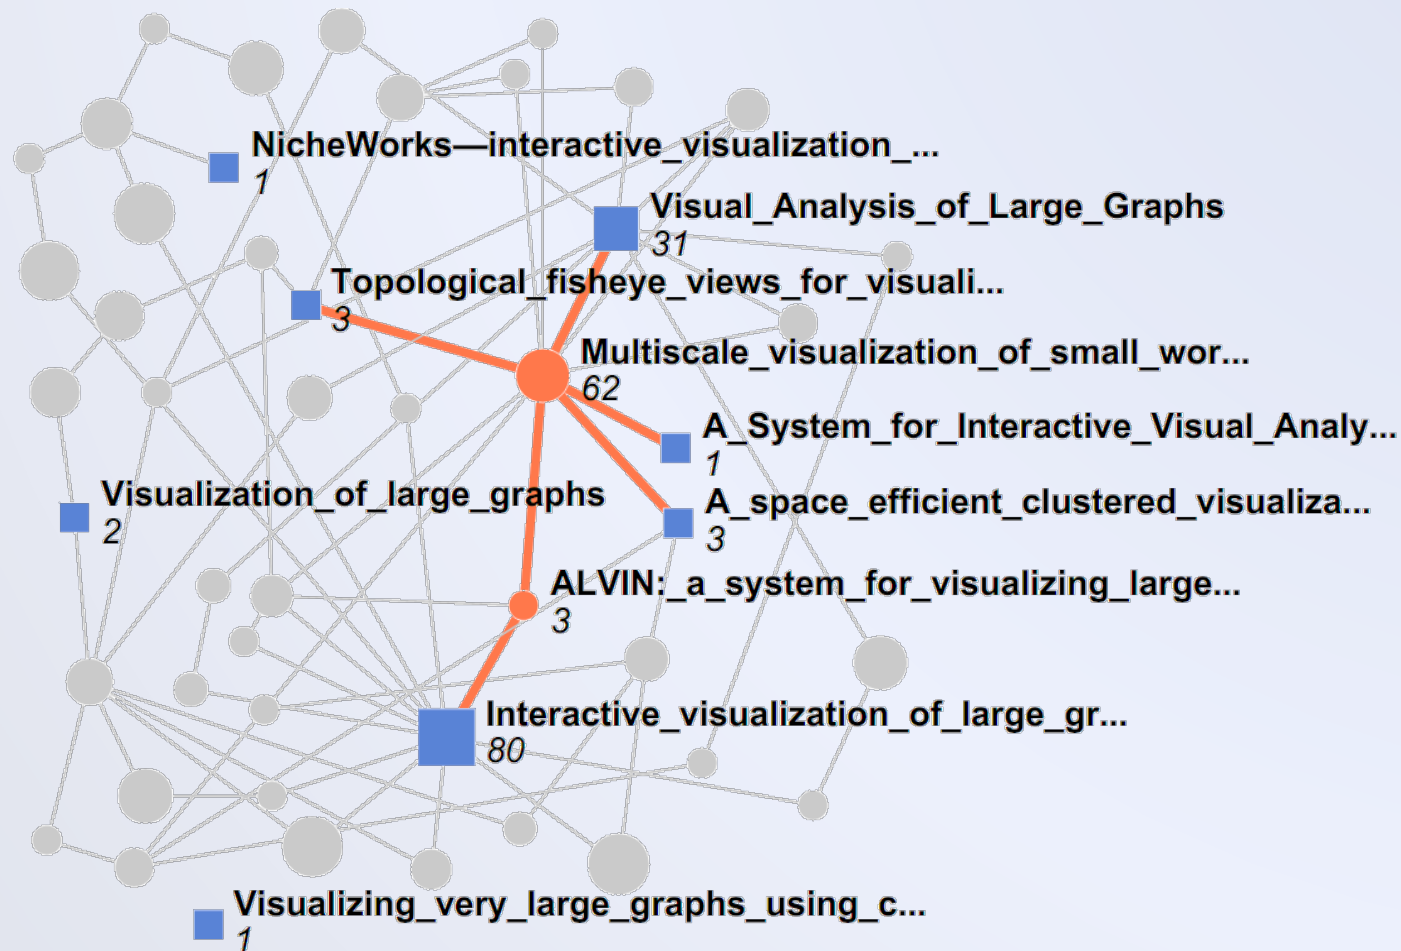 NicheWorks—interactive_visualization_...
1
Visual_Analysis_of_Large_Graphs
31
Topological_fisheye_views_for_visuali...
3
Multiscale_visualization_of_small_wor...
62
A_System_for_Interactive_Visual_Analy...
1
Visualization_of_large_graphs
2
A_space_efficient_clustered_visualiza...
3
ALVIN:_a_system_for_visualizing_large...
3
Interactive_visualization_of_large_gr...
80
Visualizing_very_large_graphs_using_c...
1